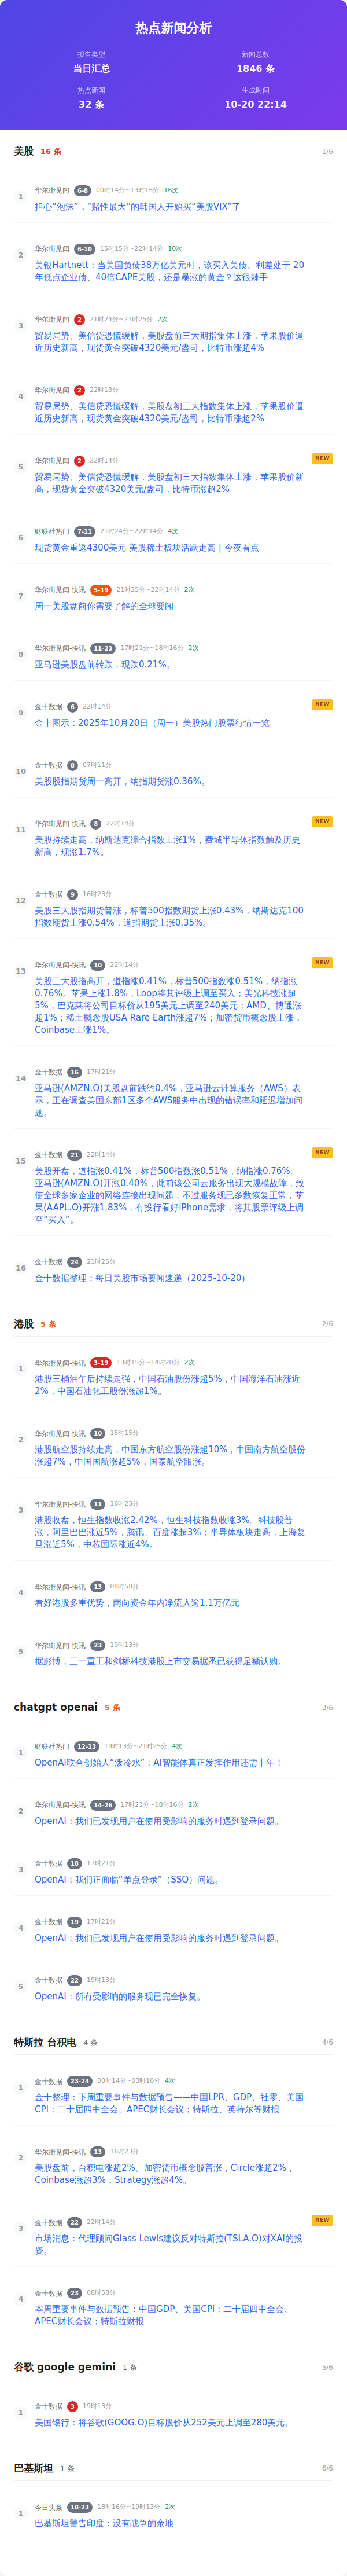 热点新闻分析
报告类型
新闻总数
当日汇总
1846 条
热点新闻
生成时间
32 条
10-20 22:14
美股 16 条 1/6
1
华尔街见闻 6-8 00时14分~13时15分 16次
担心“泡沫”，“赌性最大”的韩国人开始买“美股VIX”了
2
华尔街见闻 6-10 15时15分~22时14分 10次
美银Hartnett：当美国负债38万亿美元时，该买入美债、利差处于 20
年低点企业债、40倍CAPE美股，还是暴涨的黄金？这很棘手
3
华尔街见闻 2 21时24分~21时25分 2次
贸易局势、美信贷恐慌缓解，美股盘前三大期指集体上涨，苹果股价逼
近历史新高，现货黄金突破4320美元/盎司，比特币涨超4%
4
华尔街见闻 2 22时13分
贸易局势、美信贷恐慌缓解，美股盘初三大指数集体上涨，苹果股价逼
近历史新高，现货黄金突破4320美元/盎司，比特币涨超2%
5
华尔街见闻 2 22时14分 NEW
贸易局势、美信贷恐慌缓解，美股盘初三大指数集体上涨，苹果股价新
高，现货黄金突破4320美元/盎司，比特币涨超2%
6
财联社热门 7-11 21时24分~22时14分 4次
现货黄金重返4300美元 美股稀土板块活跃走高 | 今夜看点
7
华尔街见闻-快讯 5-19 21时25分~22时14分 2次
周一美股盘前你需要了解的全球要闻
8
华尔街见闻-快讯 11-23 17时21分~18时16分 2次
亚马逊美股盘前转跌，现跌0.21%。
9
金十数据 6 22时14分 NEW
金十图示：2025年10月20日（周一）美股热门股票行情一览
10
金十数据 8 07时11分
美股股指期货周一高开，纳指期货涨0.36%。
11
华尔街见闻-快讯 8 22时14分 NEW
美股持续走高，纳斯达克综合指数上涨1%，费城半导体指数触及历史
新高，现涨1.7%。
12
金十数据 9 16时23分
美股三大股指期货普涨，标普500指数期货上涨0.43%，纳斯达克100
指数期货上涨0.54%，道指期货上涨0.35%。
13
华尔街见闻-快讯 10 22时14分 NEW
美股三大股指高开，道指涨0.41%，标普500指数涨0.51%，纳指涨
0.76%。苹果上涨1.8%，Loop将其评级上调至买入；美光科技涨超
5%，巴克莱将公司目标价从195美元上调至240美元；AMD、博通涨
超1%；稀土概念股USA Rare Earth涨超7%；加密货币概念股上涨，
Coinbase上涨1%。
14
金十数据 16 17时21分
亚马逊(AMZN.O)美股盘前跌约0.4%，亚马逊云计算服务（AWS）表
示，正在调查美国东部1区多个AWS服务中出现的错误率和延迟增加问
题。
15
金十数据 21 22时14分 NEW
美股开盘，道指涨0.41%，标普500指数涨0.51%，纳指涨0.76%。
亚马逊(AMZN.O)开涨0.40%，此前该公司云服务出现大规模故障，致
使全球多家企业的网络连接出现问题，不过服务现已多数恢复正常，苹
果(AAPL.O)开涨1.83%，有投行看好iPhone需求，将其股票评级上调
至“买入”。
16
金十数据 24 21时25分
金十数据整理：每日美股市场要闻速递（2025-10-20）
港股 5 条 2/6
1
华尔街见闻-快讯 3-19 13时15分~14时20分 2次
港股三桶油午后持续走强，中国石油股份涨超5%，中国海洋石油涨近
2%，中国石油化工股份涨超1%。
2
华尔街见闻-快讯 10 15时15分
港股航空股持续走高，中国东方航空股份涨超10%，中国南方航空股份
涨超7%，中国国航涨超5%，国泰航空跟涨。
3
华尔街见闻-快讯 11 16时23分
港股收盘，恒生指数收涨2.42%，恒生科技指数收涨3%。科技股普
涨，阿里巴巴涨近5%，腾讯、百度涨超3%；半导体板块走高，上海复
旦涨近5%，中芯国际涨近4%。
4
华尔街见闻-快讯 13 08时58分
看好港股多重优势，南向资金年内净流入逾1.1万亿元
5
华尔街见闻-快讯 23 19时13分
据彭博，三一重工和剑桥科技港股上市交易据悉已获得足额认购。
chatgpt openai 5 条 3/6
1
财联社热门 12-13 19时13分~21时25分 4次
OpenAI联合创始人“泼冷水”：AI智能体真正发挥作用还需十年！
2
华尔街见闻-快讯 14-26 17时21分~18时16分 2次
OpenAI：我们已发现用户在使用受影响的服务时遇到登录问题。
3
金十数据 18 17时21分
OpenAI：我们正面临“单点登录”（SSO）问题。
4
金十数据 19 17时21分
OpenAI：我们已发现用户在使用受影响的服务时遇到登录问题。
5
金十数据 22 19时13分
OpenAI：所有受影响的服务现已完全恢复。
特斯拉 台积电 4 条 4/6
1
金十数据 23-24 00时14分~03时10分 4次
金十整理：下周重要事件与数据预告——中国LPR、GDP、社零、美国
CPI；二十届四中全会、APEC财长会议；特斯拉、英特尔等财报
2
华尔街见闻-快讯 13 16时23分
美股盘前，台积电涨超2%。加密货币概念股普涨，Circle涨超2%，
Coinbase涨超3%，Strategy涨超4%。
3
金十数据 22 22时14分 NEW
市场消息：代理顾问Glass Lewis建议反对特斯拉(TSLA.O)对XAI的投
资。
4
金十数据 23 08时58分
本周重要事件与数据预告：中国GDP、美国CPI；二十届四中全会、
APEC财长会议；特斯拉财报
谷歌 google gemini 1 条 5/6
1
金十数据 3 19时13分
美国银行：将谷歌(GOOG.O)目标股价从252美元上调至280美元。
巴基斯坦 1 条 6/6
1
今日头条 18-23 18时16分~19时13分 2次
巴基斯坦警告印度：没有战争的余地